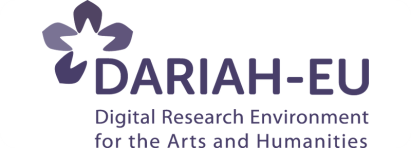 DARIAH-EU
Digital Research Environment
for the Arts and Humanities